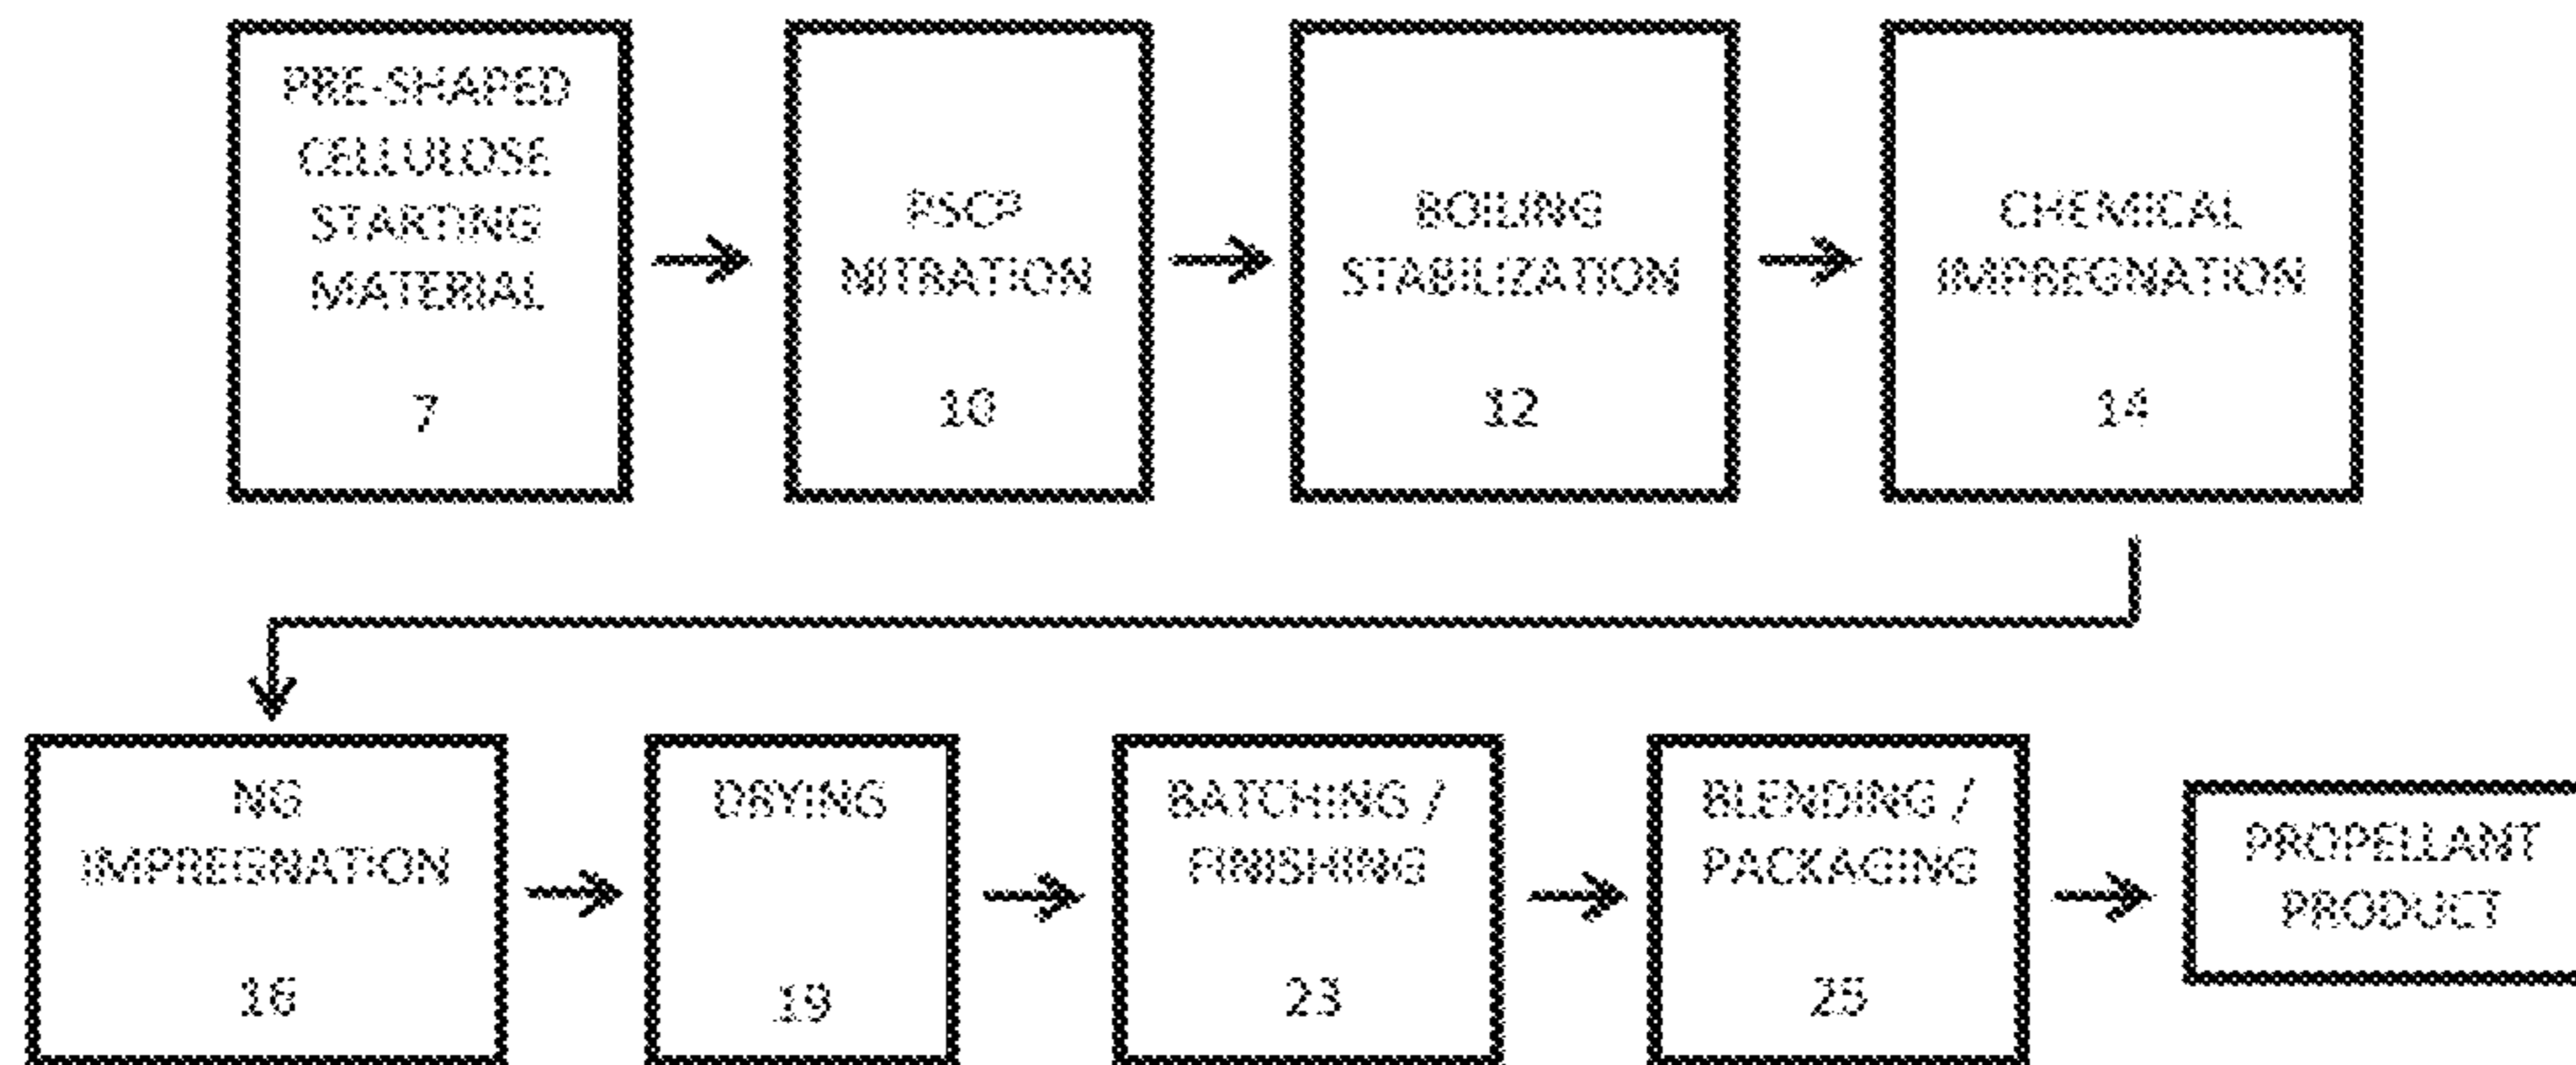 PRE-SHAPED
CELLULOSE
STARTING
MATERIAL
7
NITRATION
10
BOILING
STABILIZATION
12
CHEMICAL
IMPREGNATION
14
NG
IMPREGNATION
16
DRYING
19
BATCHING /
FINISHING
23
BLENDING /
PACKAGING
25
PROPELLANT
PRODUCT